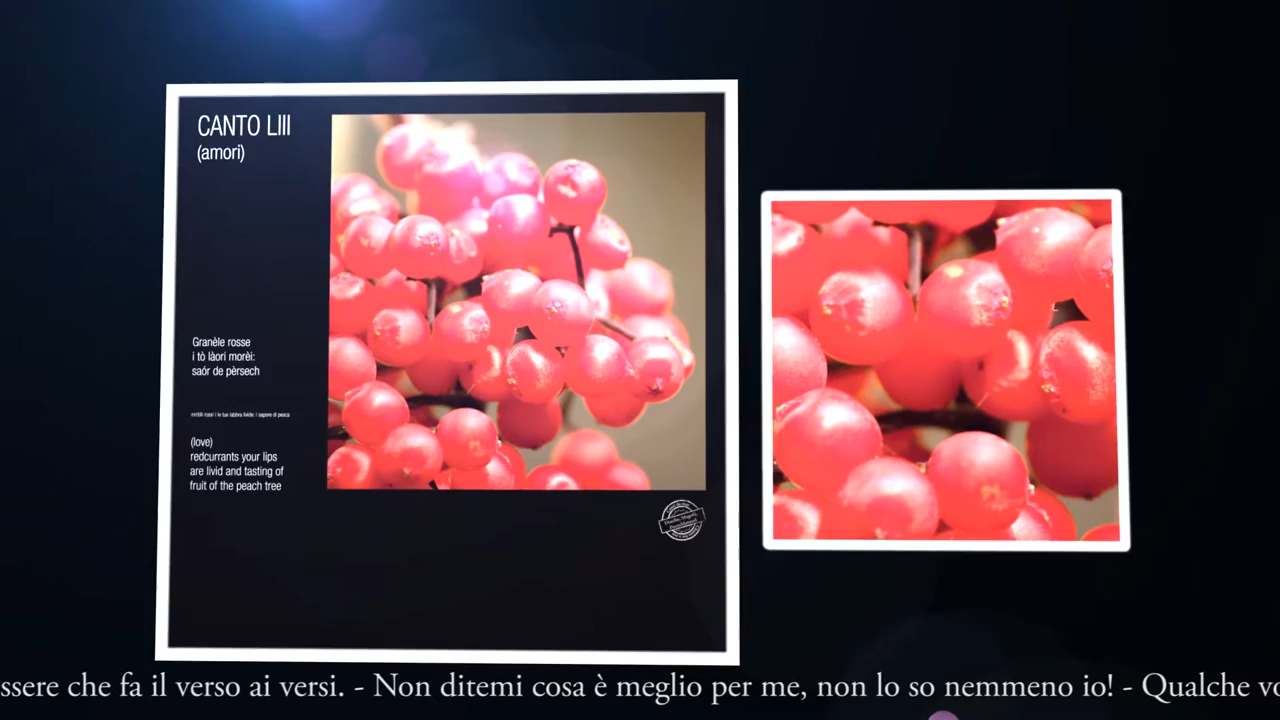 CANTO LIII
(amori)
Granèle rosse
i tò làori morèi:
saór de pèrsech
mirtilli rossi | le tue labbra livide: | sapore di pesca
(love)
redcurrants your lips
are livid and tasting of
fruit of the peach tree
ssere che fa il verso ai versi. - Non ditemi cosa è meglio per me, non lo so nemmeno io! - Qualche vo